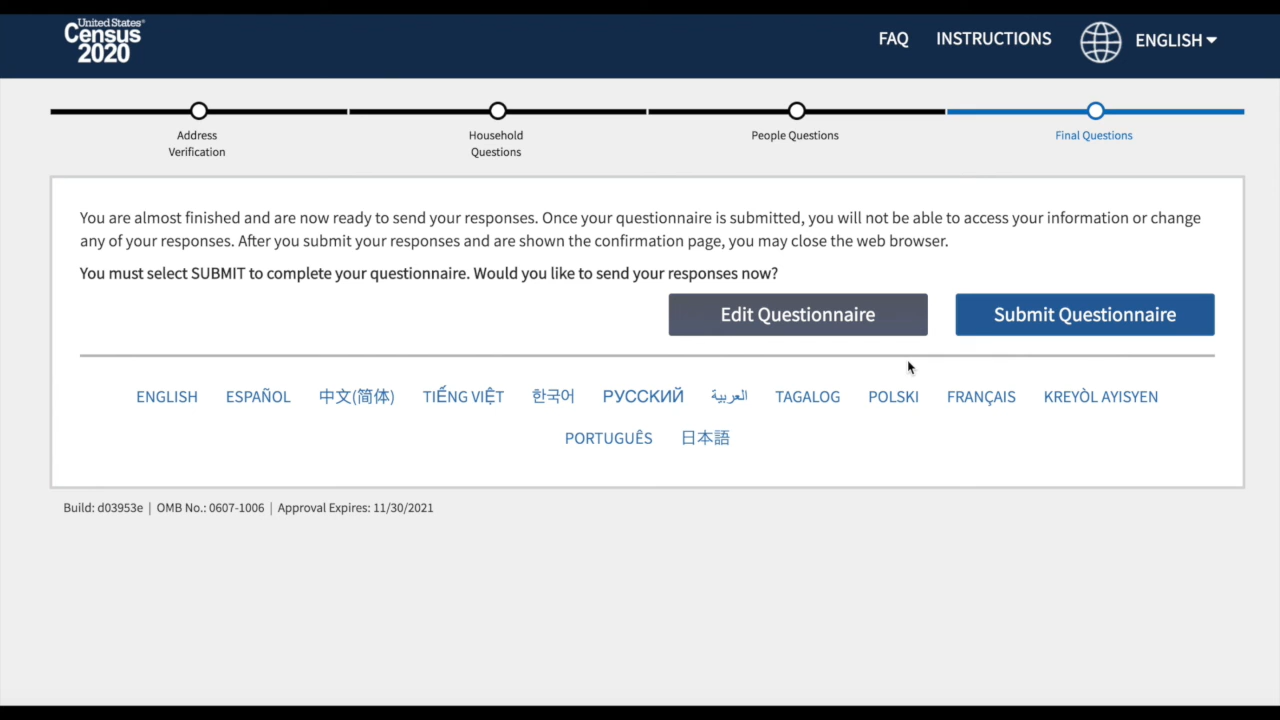 United States®
Census
2020
FAQ INSTRUCTIONS ENGLISH
Address
Verification
Household
Questions
People Questions
Final Questions
You are almost finished and are now ready to send your responses. Once your questionnaire is submitted, you will not be able to access your information or change
any of your responses. After you submit your responses and are shown the confirmation page, you may close the web browser.
You must select SUBMIT to complete your questionnaire. Would you like to send your responses now?
Edit Questionnaire Submit Questionnaire
ENGLISH ESPAÑOL 中文(简体) TIẾNG VIỆT 한국어 РУССКИЙ العربية TAGALOG POLSKI FRANÇAIS KREYÒL AYISYEN
PORTUGUÊS 日本語
Build: d03953e | OMB No.: 0607-1006 | Approval Expires: 11/30/2021